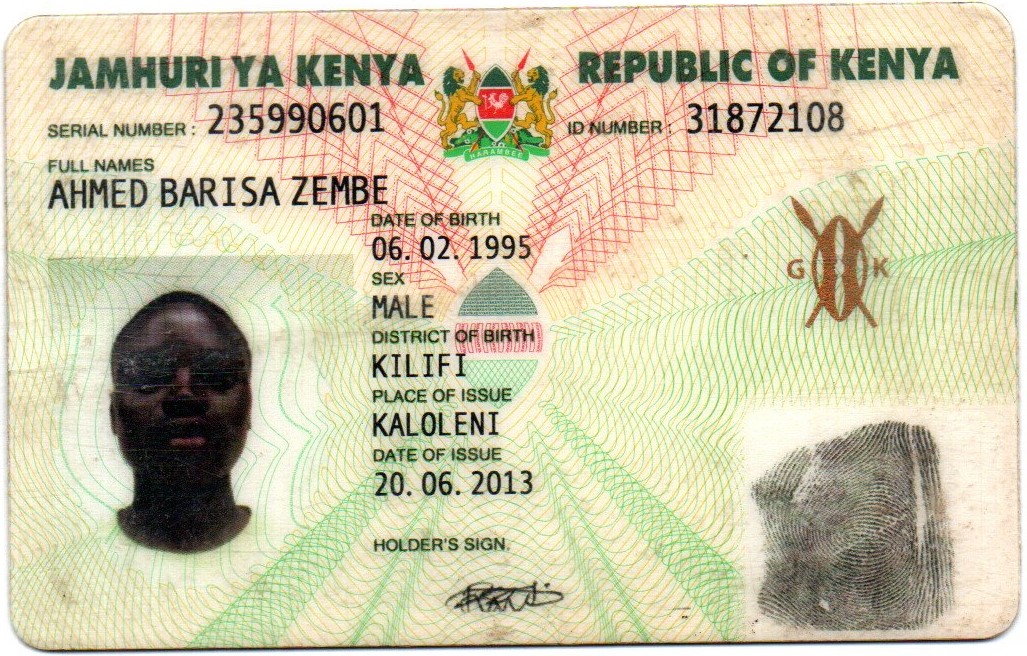 JAMHURI YA KENYA
REPUBLIC OF KENYA
SERIAL NUMBER : 235990601
ID NUMBER : 31872108
HARAMBEE
FULL NAMES
AHMED BARISA ZEMBE
DATE OF BIRTH
06. 02. 1995
SEX
MALE
DISTRICT OF BIRTH
KILIFI
PLACE OF ISSUE
KALOLENI
DATE OF ISSUE
20. 06. 2013
HOLDER'S SIGN.
G K